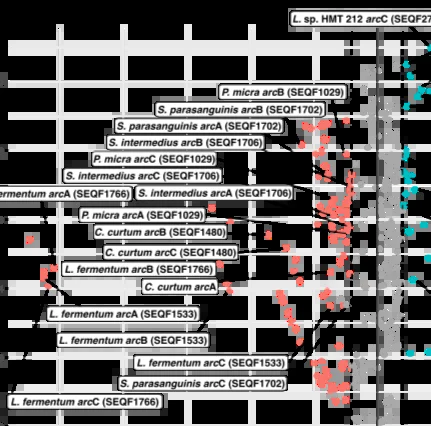 L. sp. HMT 212 arcC (SEQF27
P. micra arcB (SEQF1029)
S. parasanguinis arcB (SEQF1702)
S. parasanguinis arcA (SEQF1702)
S. intermedius arcB (SEQF1706)
P. micra arcC (SEQF1029)
S. intermedius arcC (SEQF1706)
ermentum arcA (SEQF1766) S. intermedius arcA (SEQF1706)
P. micra arcA (SEQF1029)
C. curtum arcB (SEQF1480)
C. curtum arcC (SEQF1480)
L. fermentum arcB (SEQF1766)
C. curtum arcA
L. fermentum arcA (SEQF1533)
L. fermentum arcB (SEQF1533)
L. fermentum arcC (SEQF1533)
S. parasanguinis arcC (SEQF1702)
L. fermentum arcC (SEQF1766)